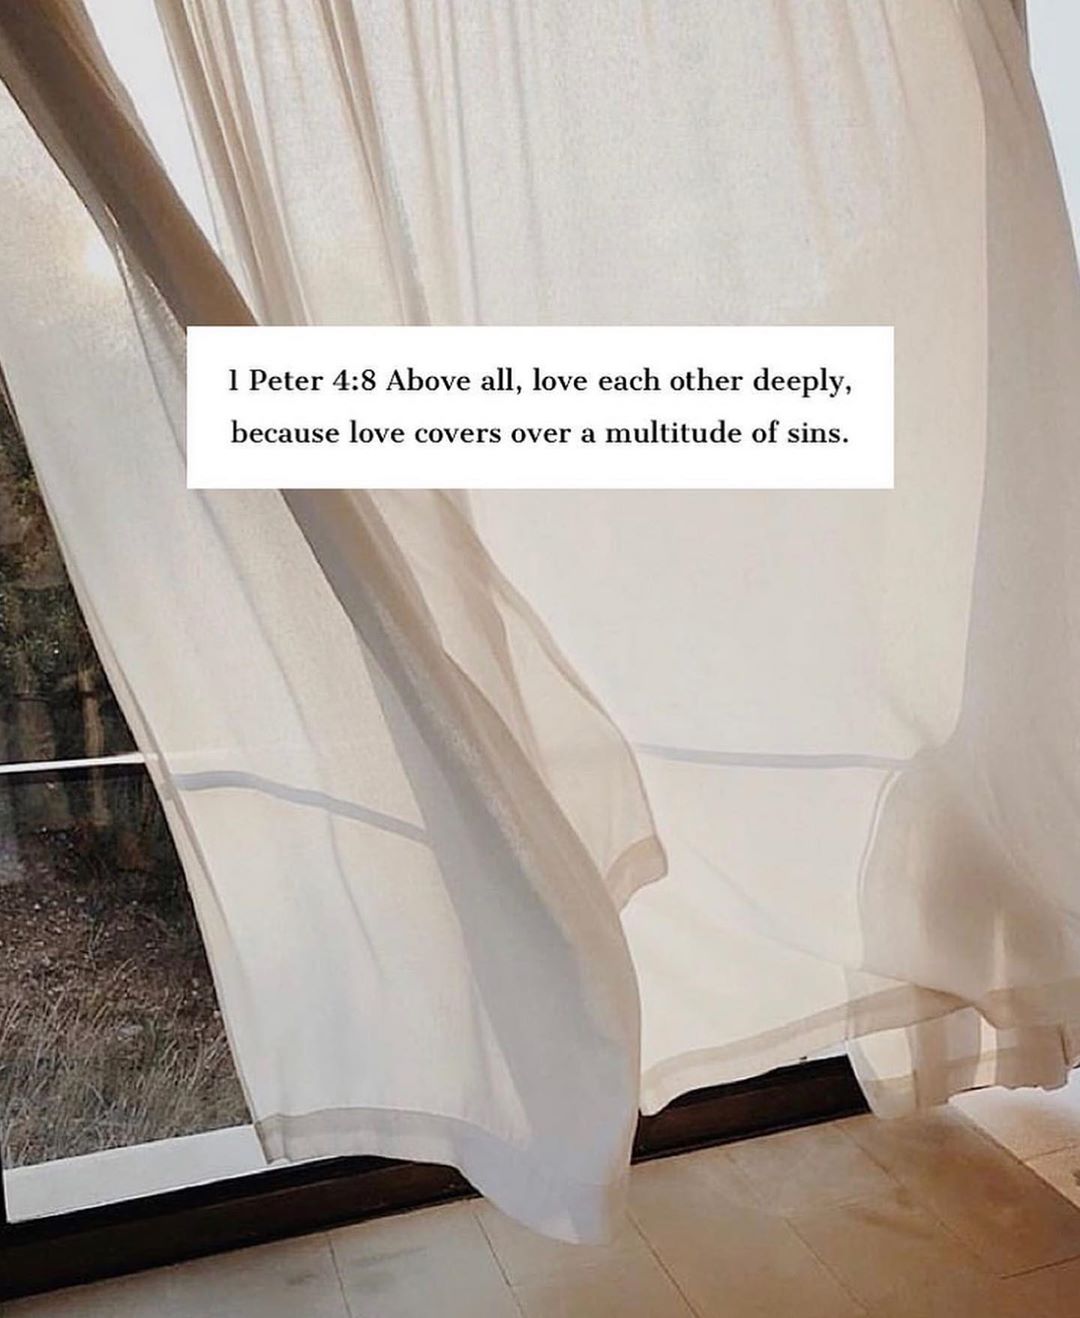 1 Peter 4:8 Above all, love each other deeply,
because love covers over a multitude of sins.